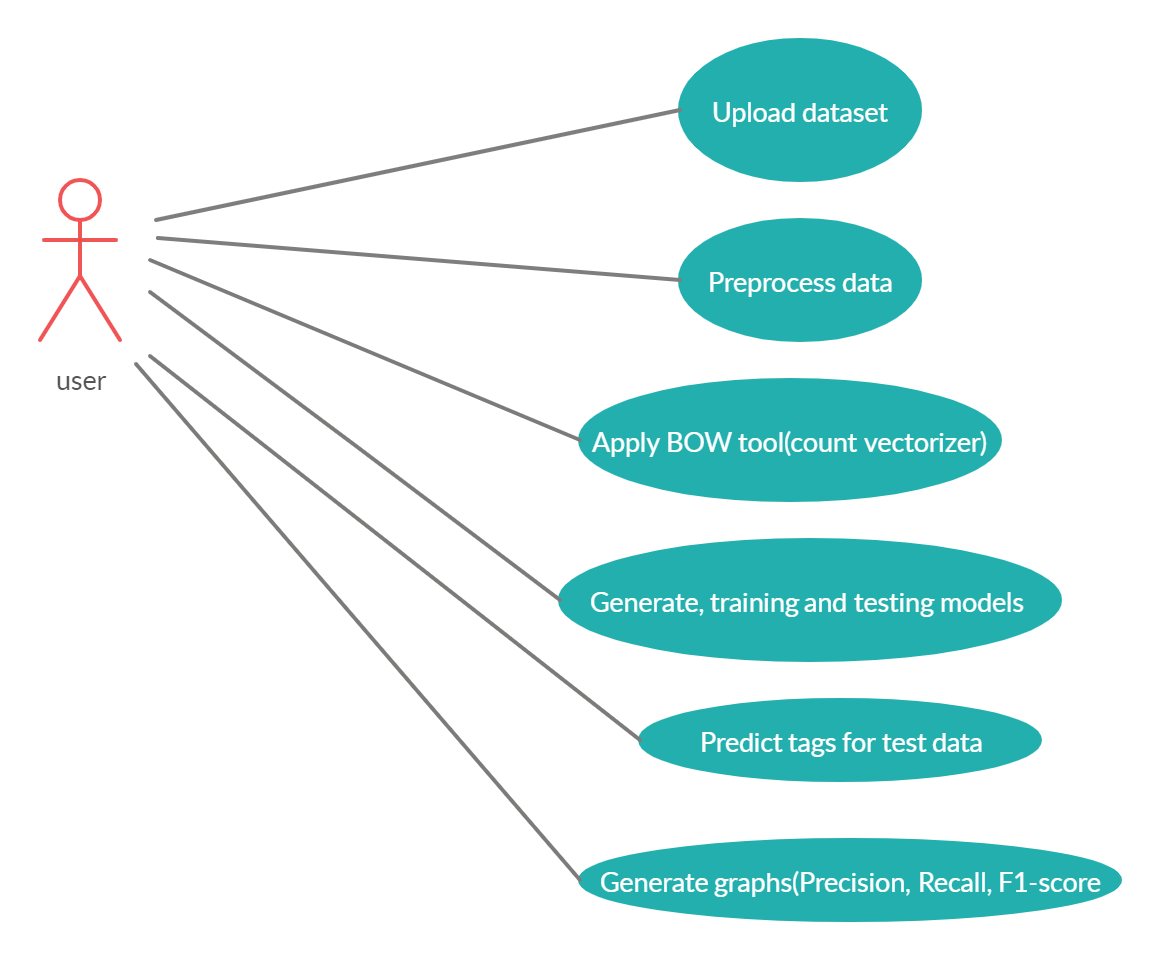 Upload dataset
Preprocess data
user
Apply BOW tool(count vectorizer)
Generate, training and testing models
Predict tags for test data
Generate graphs(Precision, Recall, F1-score